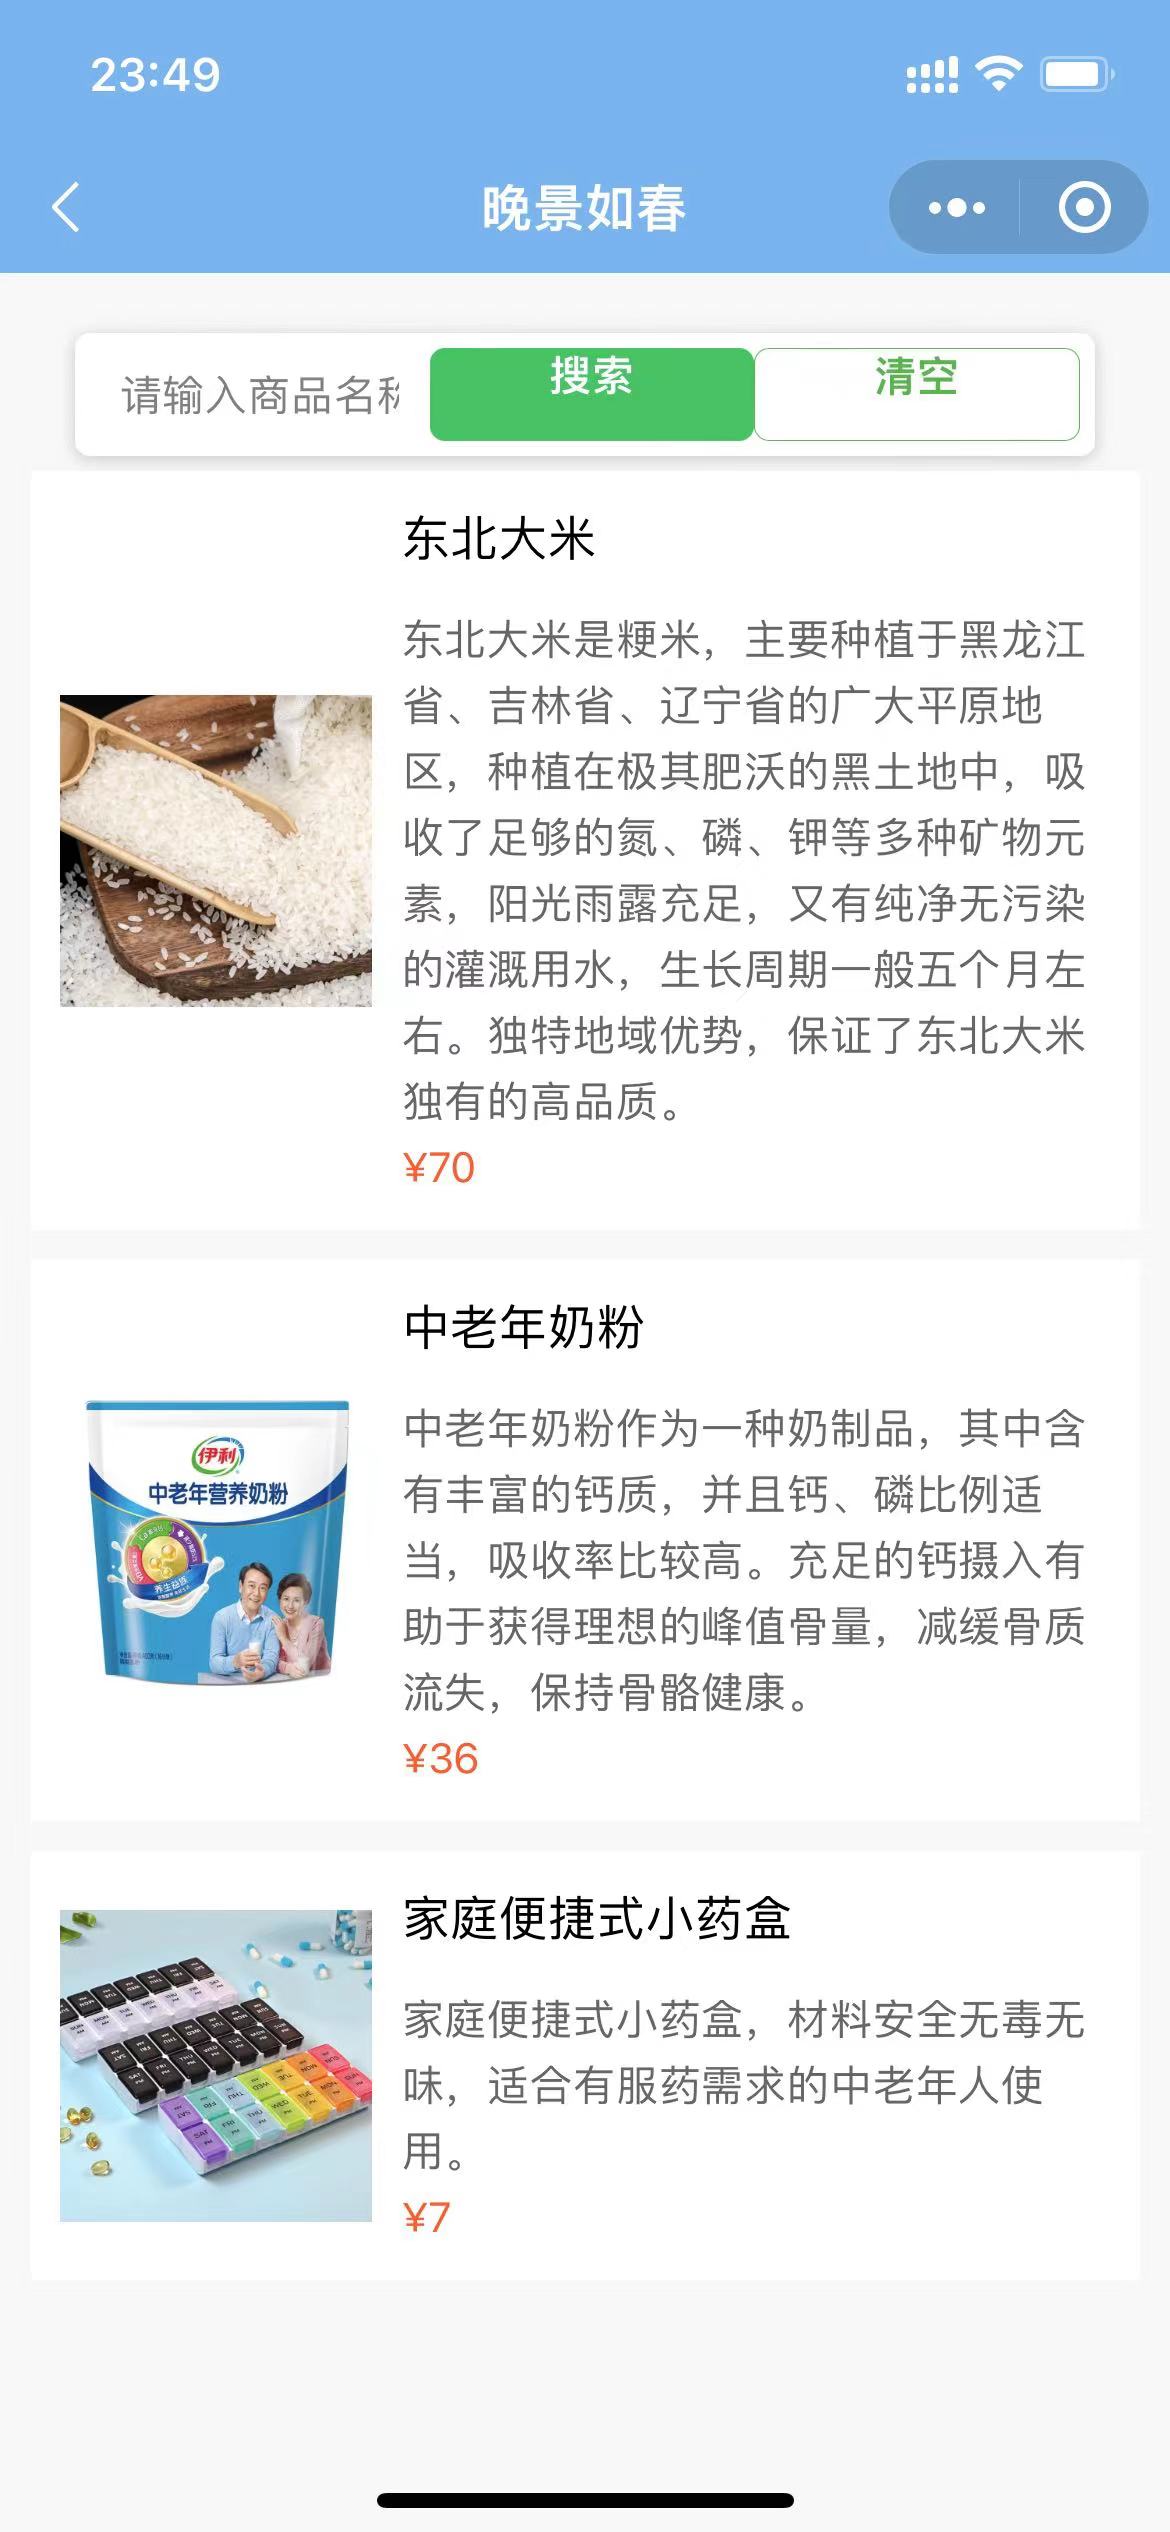 23:49
晚景如春
请输入商品名称
搜索
清空
东北大米
东北大米是粳米，主要种植于黑龙江
省、吉林省、辽宁省的广大平原地
区，种植在极其肥沃的黑土地中，吸
收了足够的氮、磷、钾等多种矿物元
素，阳光雨露充足，又有纯净无污染
的灌溉用水，生长周期一般五个月左
右。独特地域优势，保证了东北大米
独有的高品质。
¥70
伊利
中老年营养奶粉
养生益练
中老年奶粉
中老年奶粉作为一种奶制品，其中含
有丰富的钙质，并且钙、磷比例适
当，吸收率比较高。充足的钙摄入有
助于获得理想的峰值骨量，减缓骨质
流失，保持骨骼健康。
¥36
家庭便捷式小药盒
家庭便捷式小药盒，材料安全无毒无
味，适合有服药需求的中老年人使
用。
¥7